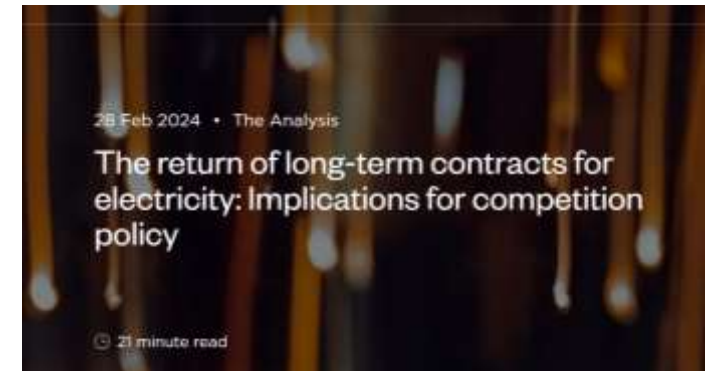 28 Feb 2024 • The Analysis
The return of long-term contracts for
electricity: Implications for competition
policy
21 minute read